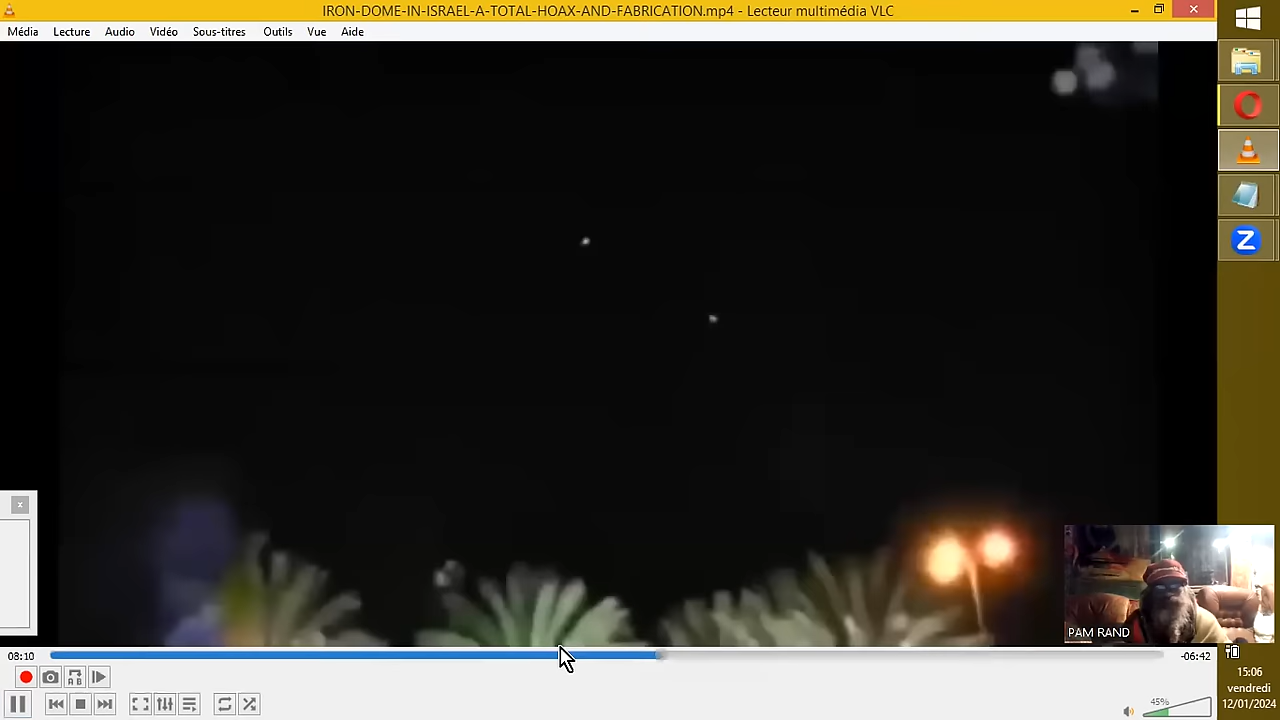 IRON-DOME-IN-ISRAEL-A-TOTAL-HOAX-AND-FABRICATION.mp4 - Lecteur multimédia VLC
Média Lecture Audio Vidéo Sous-titres Outils Vue Aide
PAM RAND
08:10
-06:42
A B
45%
15:06
vendredi
12/01/2024